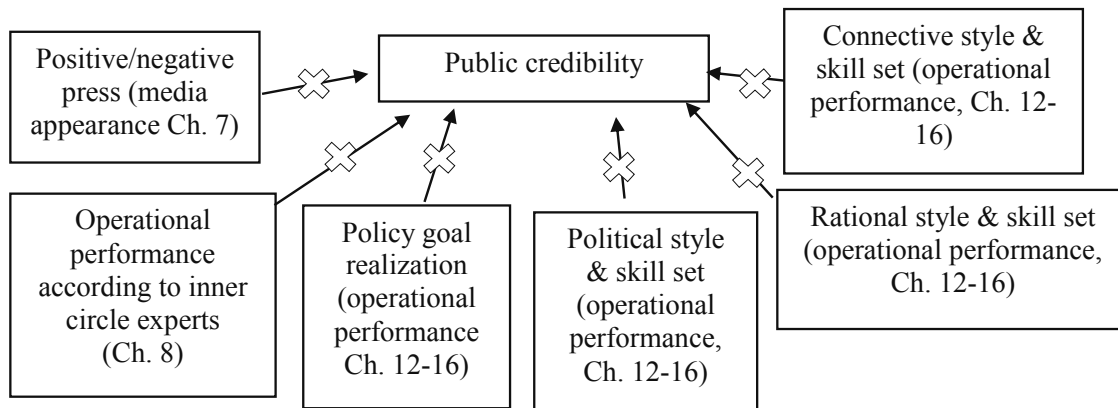 Positive/negative
press (media
appearance Ch. 7)
Public credibility
Connective style &
skill set (operational
performance, Ch. 12-
16)
Operational
performance
according to inner
circle experts
(Ch. 8)
Policy goal
realization
(operational
performance
Ch. 12-16)
Political style
& skill set
(operational
performance,
Ch. 12-16)
Rational style & skill set
(operational performance,
Ch. 12-16)